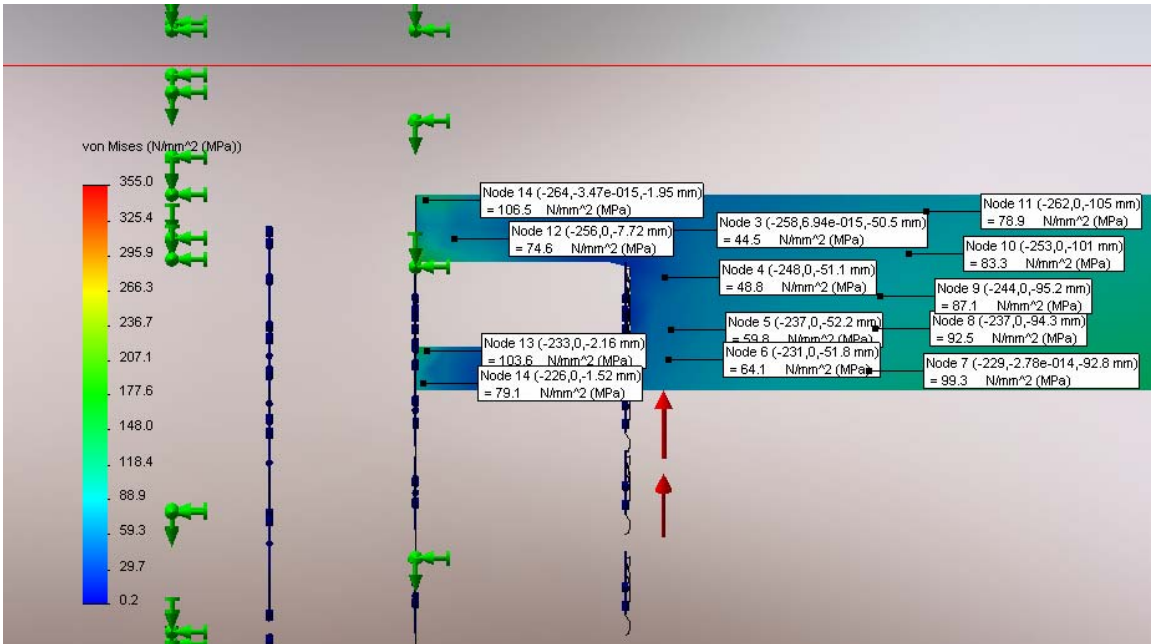 von Mises (N/mm^2 (MPa))
355.0
325.4
295.9
266.3
236.7
207.1
177.6
148.0
118.4
88.9
59.3
29.7
0.2
Node 14 (-264,-3.47e-015,-1.95 mm)
= 106.5 N/mm^2 (MPa)
Node 12 (-256,0,-7.72 mm)
= 74.6 N/mm^2 (MPa)
Node 3 (-258,6.94e-015,-50.5 mm)
= 44.5 N/mm^2 (MPa)
Node 11 (-262,0,-105 mm)
= 78.9 N/mm^2 (MPa)
Node 10 (-253,0,-101 mm)
= 83.3 N/mm^2 (MPa)
Node 4 (-248,0,-51.1 mm)
= 48.8 N/mm^2 (MPa)
Node 9 (-244,0,-95.2 mm)
= 87.1 N/mm^2 (MPa)
Node 5 (-237,0,-52.2 mm)
= 59.8 N/mm^2 (MPa)
Node 8 (-237,0,-94.3 mm)
= 92.5 N/mm^2 (MPa)
Node 13 (-233,0,-2.16 mm)
= 103.6 N/mm^2 (MPa)
Node 6 (-231,0,-51.8 mm)
= 64.1 N/mm^2 (MPa)
Node 7 (-229,-2.78e-014,-92.8 mm)
= 99.3 N/mm^2 (MPa)
Node 14 (-226,0,-1.52 mm)
= 79.1 N/mm^2 (MPa)